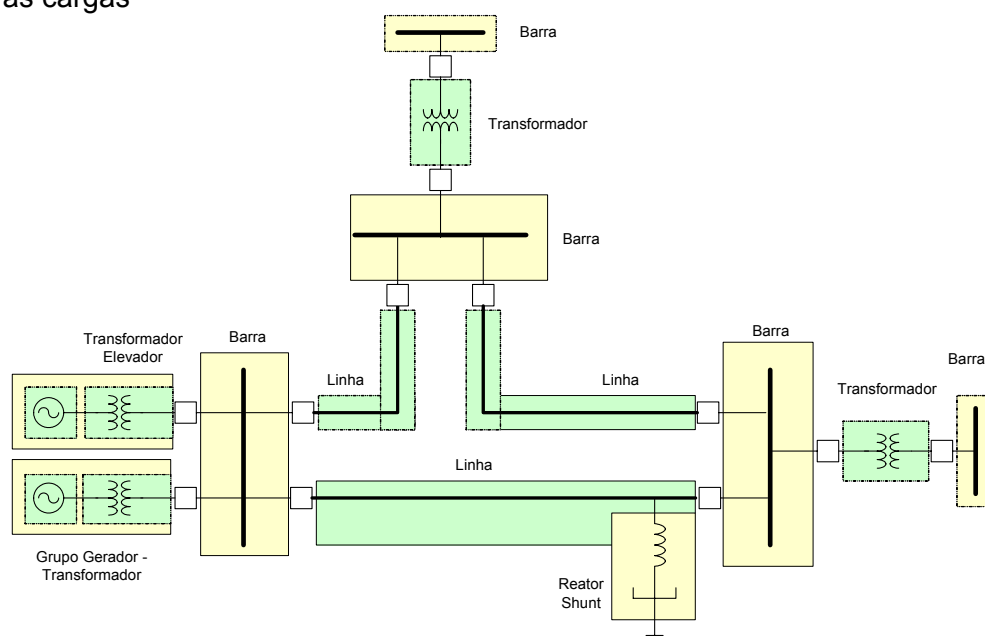 as cargas
Barra
Transformador
Barra
Transformador
Elevador
Barra
Barra
Barra
Linha
Linha
Transformador
Linha
Grupo Gerador -
Transformador
Reator
Shunt